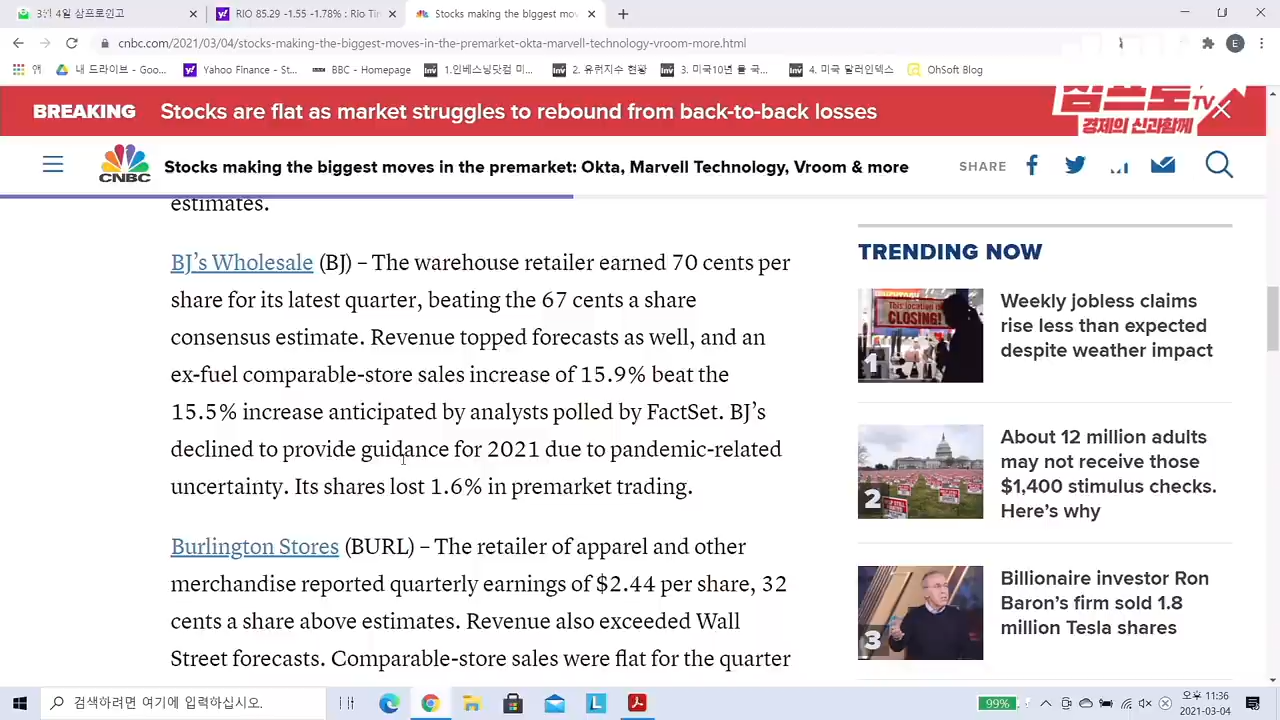 3월 4일 삼프로인고
RIO 85.29 -1.55 -1.78% : Rio Tin
Stocks making the biggest mov
cnbc.com/2021/03/04/stocks-making-the-biggest-moves-in-the-premarket-okta-marvell-technology-vroom-more.html
E
앱
내 드라이브 - Goo...
Yahoo Finance - St...
BBC - Homepage
1.인베스닝닷컴 미...
2. 유퀴지수 현황
3. 미국10년 율 국...
4. 미국 달러인덱스
OhSoft Blog
BREAKING Stocks are flat as market struggles to rebound from back-to-back losses
삼프로TV
경제의 신과함께
CNBC
Stocks making the biggest moves in the premarket: Okta, Marvell Technology, Vroom & more
SHARE
estimates.
BJ's Wholesale (BJ) – The warehouse retailer earned 70 cents per
share for its latest quarter, beating the 67 cents a share
consensus estimate. Revenue topped forecasts as well, and an
ex-fuel comparable-store sales increase of 15.9% beat the
15.5% increase anticipated by analysts polled by FactSet. BJ's
declined to provide guidance for 2021 due to pandemic-related
uncertainty. Its shares lost 1.6% in premarket trading.
Burlington Stores (BURL) – The retailer of apparel and other
merchandise reported quarterly earnings of $2.44 per share, 32
cents a share above estimates. Revenue also exceeded Wall
Street forecasts. Comparable-store sales were flat for the quarter
TRENDING NOW
This location is
CLOSING!
1
Weekly jobless claims
rise less than expected
despite weather impact
2
About 12 million adults
may not receive those
$1,400 stimulus checks.
Here's why
3
Billionaire investor Ron
Baron's firm sold 1.8
million Tesla shares
검색하려면 여기에 입력하십시오.
99%
오후 11:36
2021-03-04